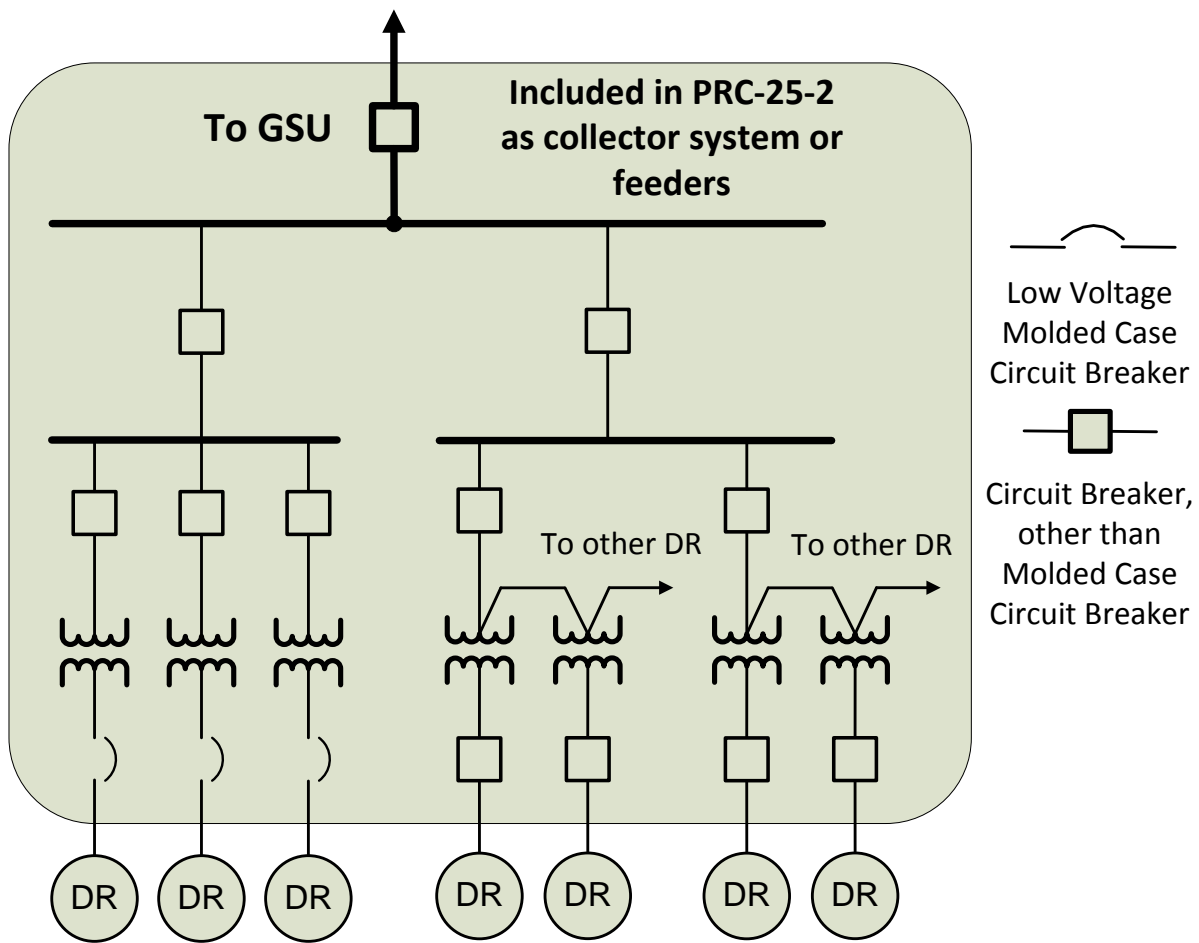 To GSU
Included in PRC-25-2
as collector system or
feeders
Low Voltage
Molded Case
Circuit Breaker
Circuit Breaker,
other than
Molded Case
Circuit Breaker
To other DR
To other DR
DR
DR
DR
DR
DR
DR
DR